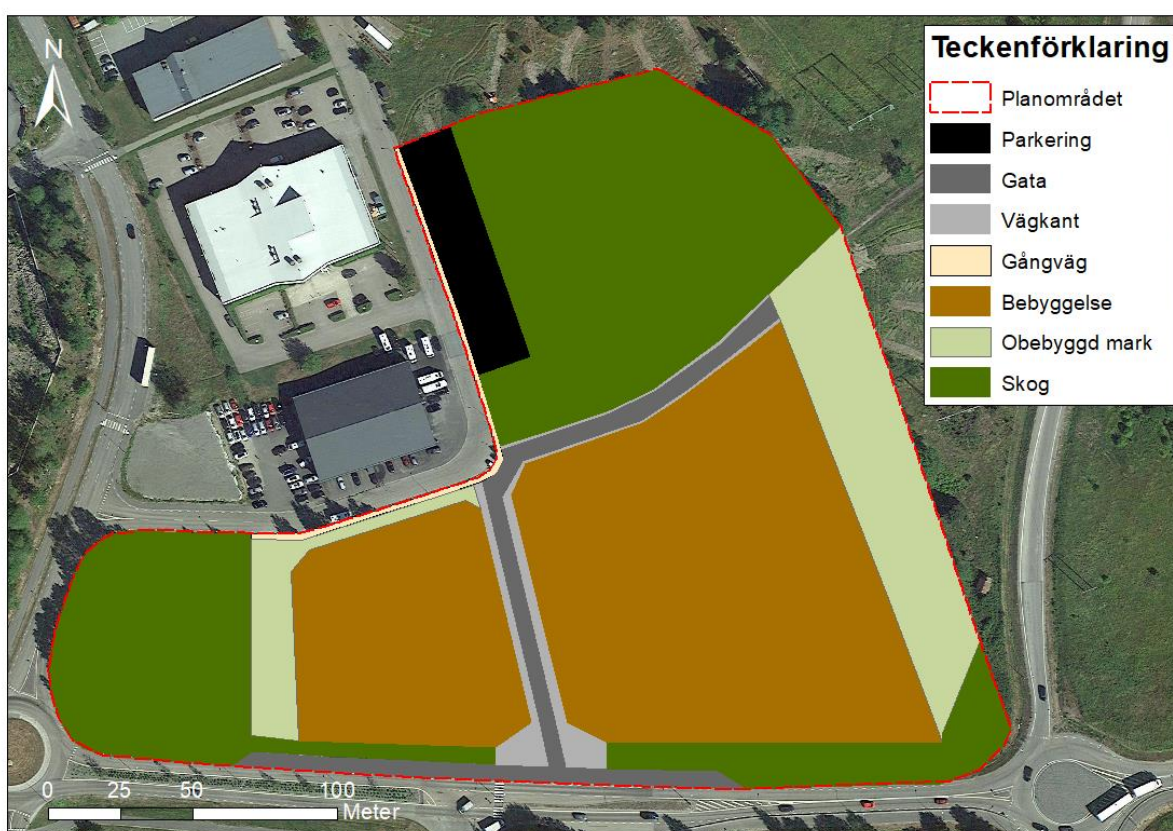 N
Teckenförklaring
Planområdet
Parkering
Gata
Vägkant
Gångväg
Bebyggelse
Obebyggd mark
Skog
0 25 50 100
Meter